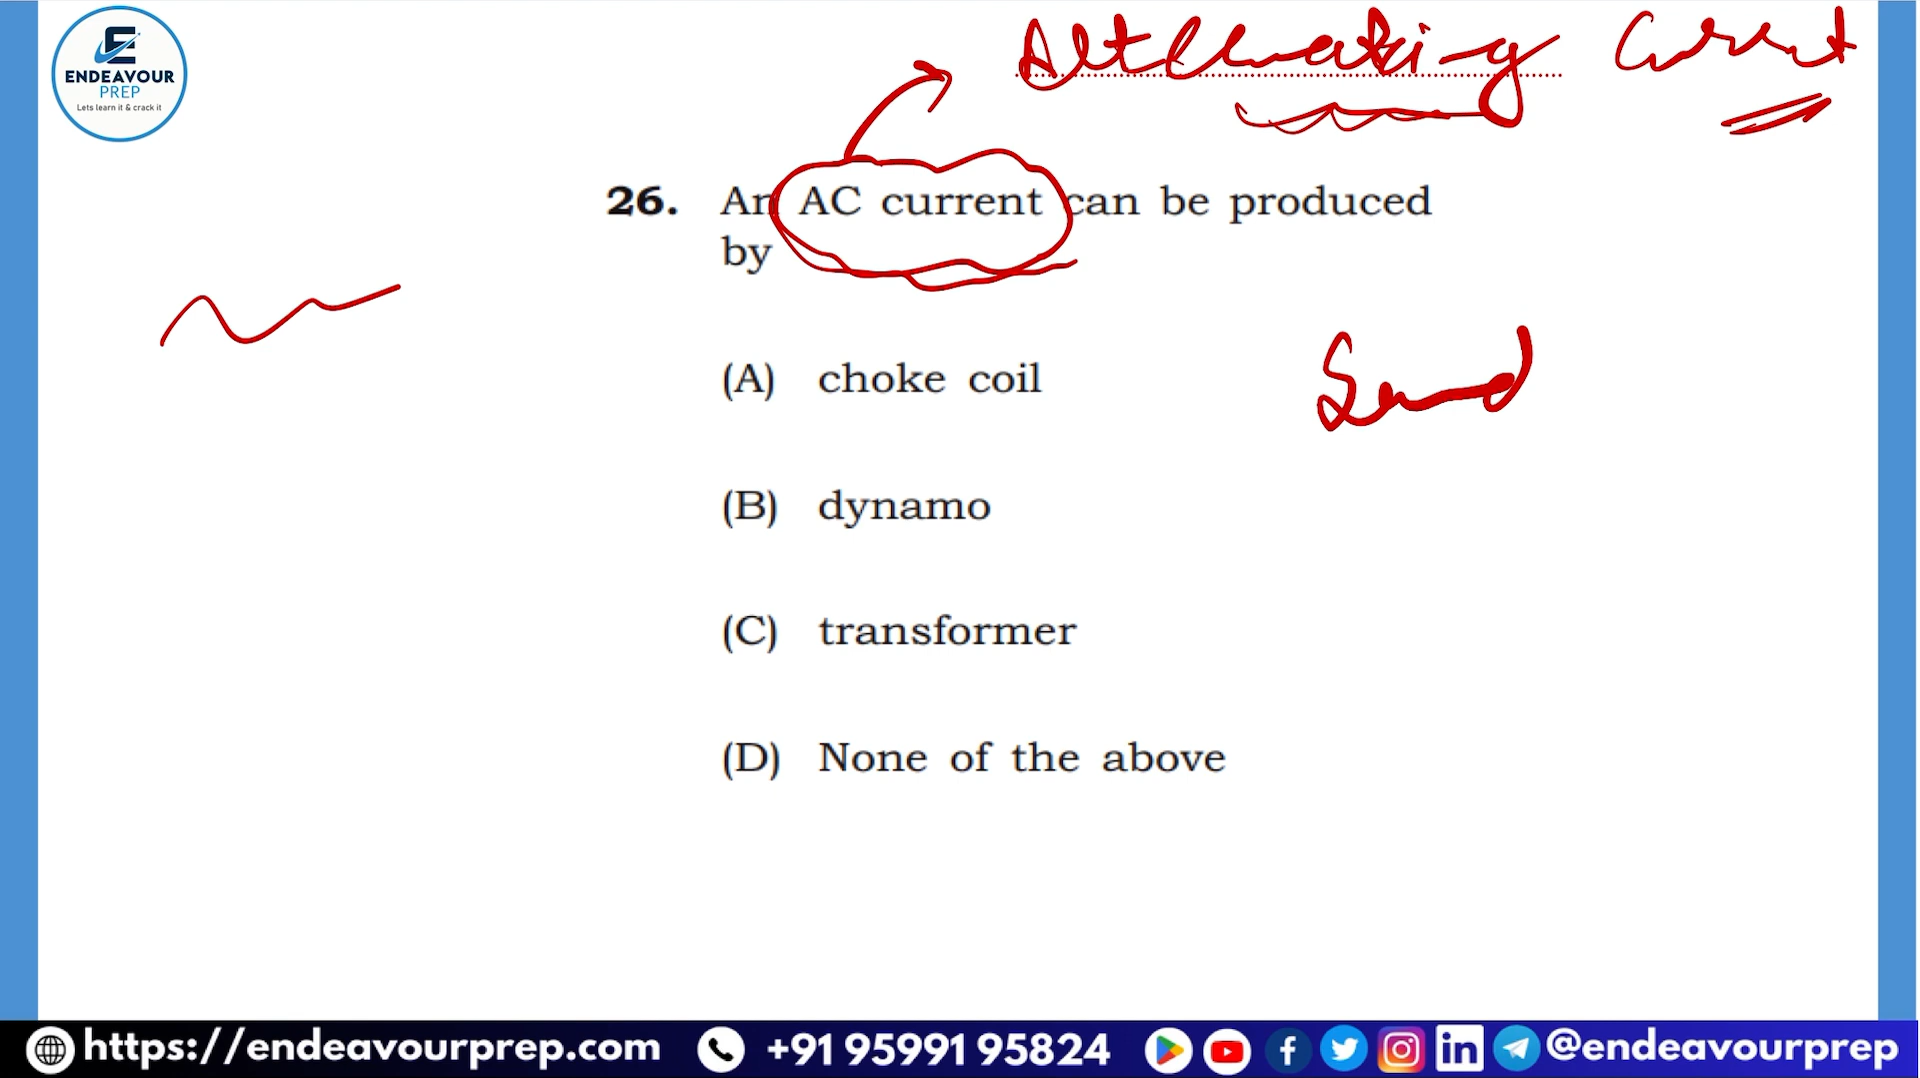 Alternating Current
ENDEAVOUR
PREP
Lets learn it & crack it
26. An AC current can be produced
by
(A) choke coil
(B) dynamo
(C) transformer
(D) None of the above
https://endeavourprep.com +91 95991 95824 f in @endeavourprep